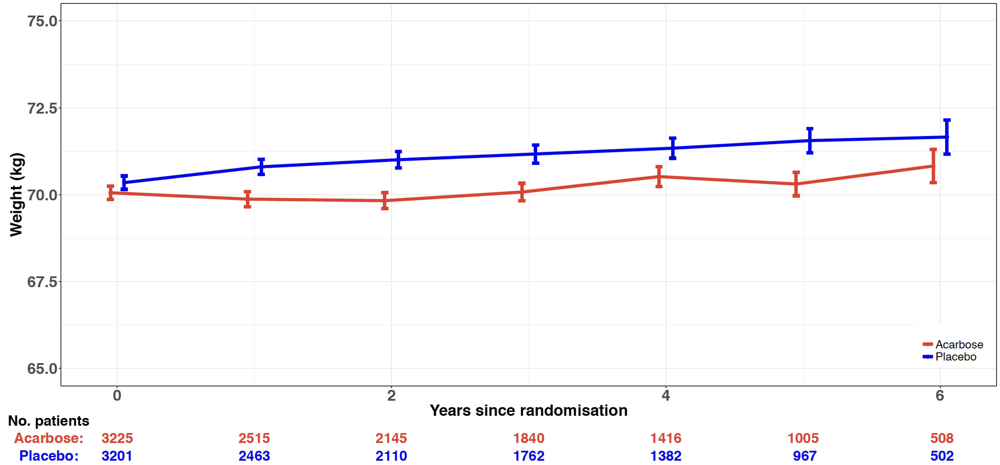 75.0
72.5
70.0
67.5
65.0
Weight (kg)
Acarbose
Placebo
0 2 4 6
Years since randomisation
No. patients
Acarbose: 3225 2515 2145 1840 1416 1005 508
Placebo: 3201 2463 2110 1762 1382 967 502